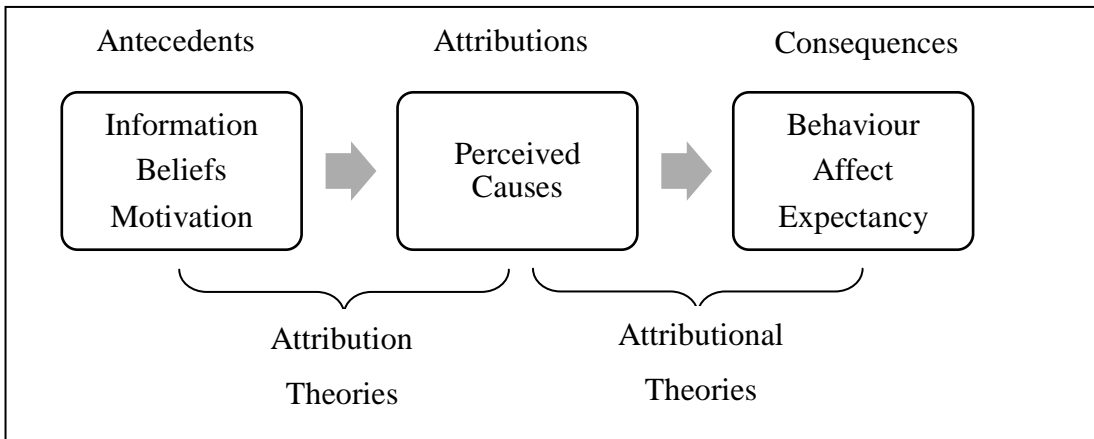 Antecedents
Attributions
Consequences
Information
Beliefs
Motivation
Perceived
Causes
Behaviour
Affect
Expectancy
Attribution
Theories
Attributional
Theories